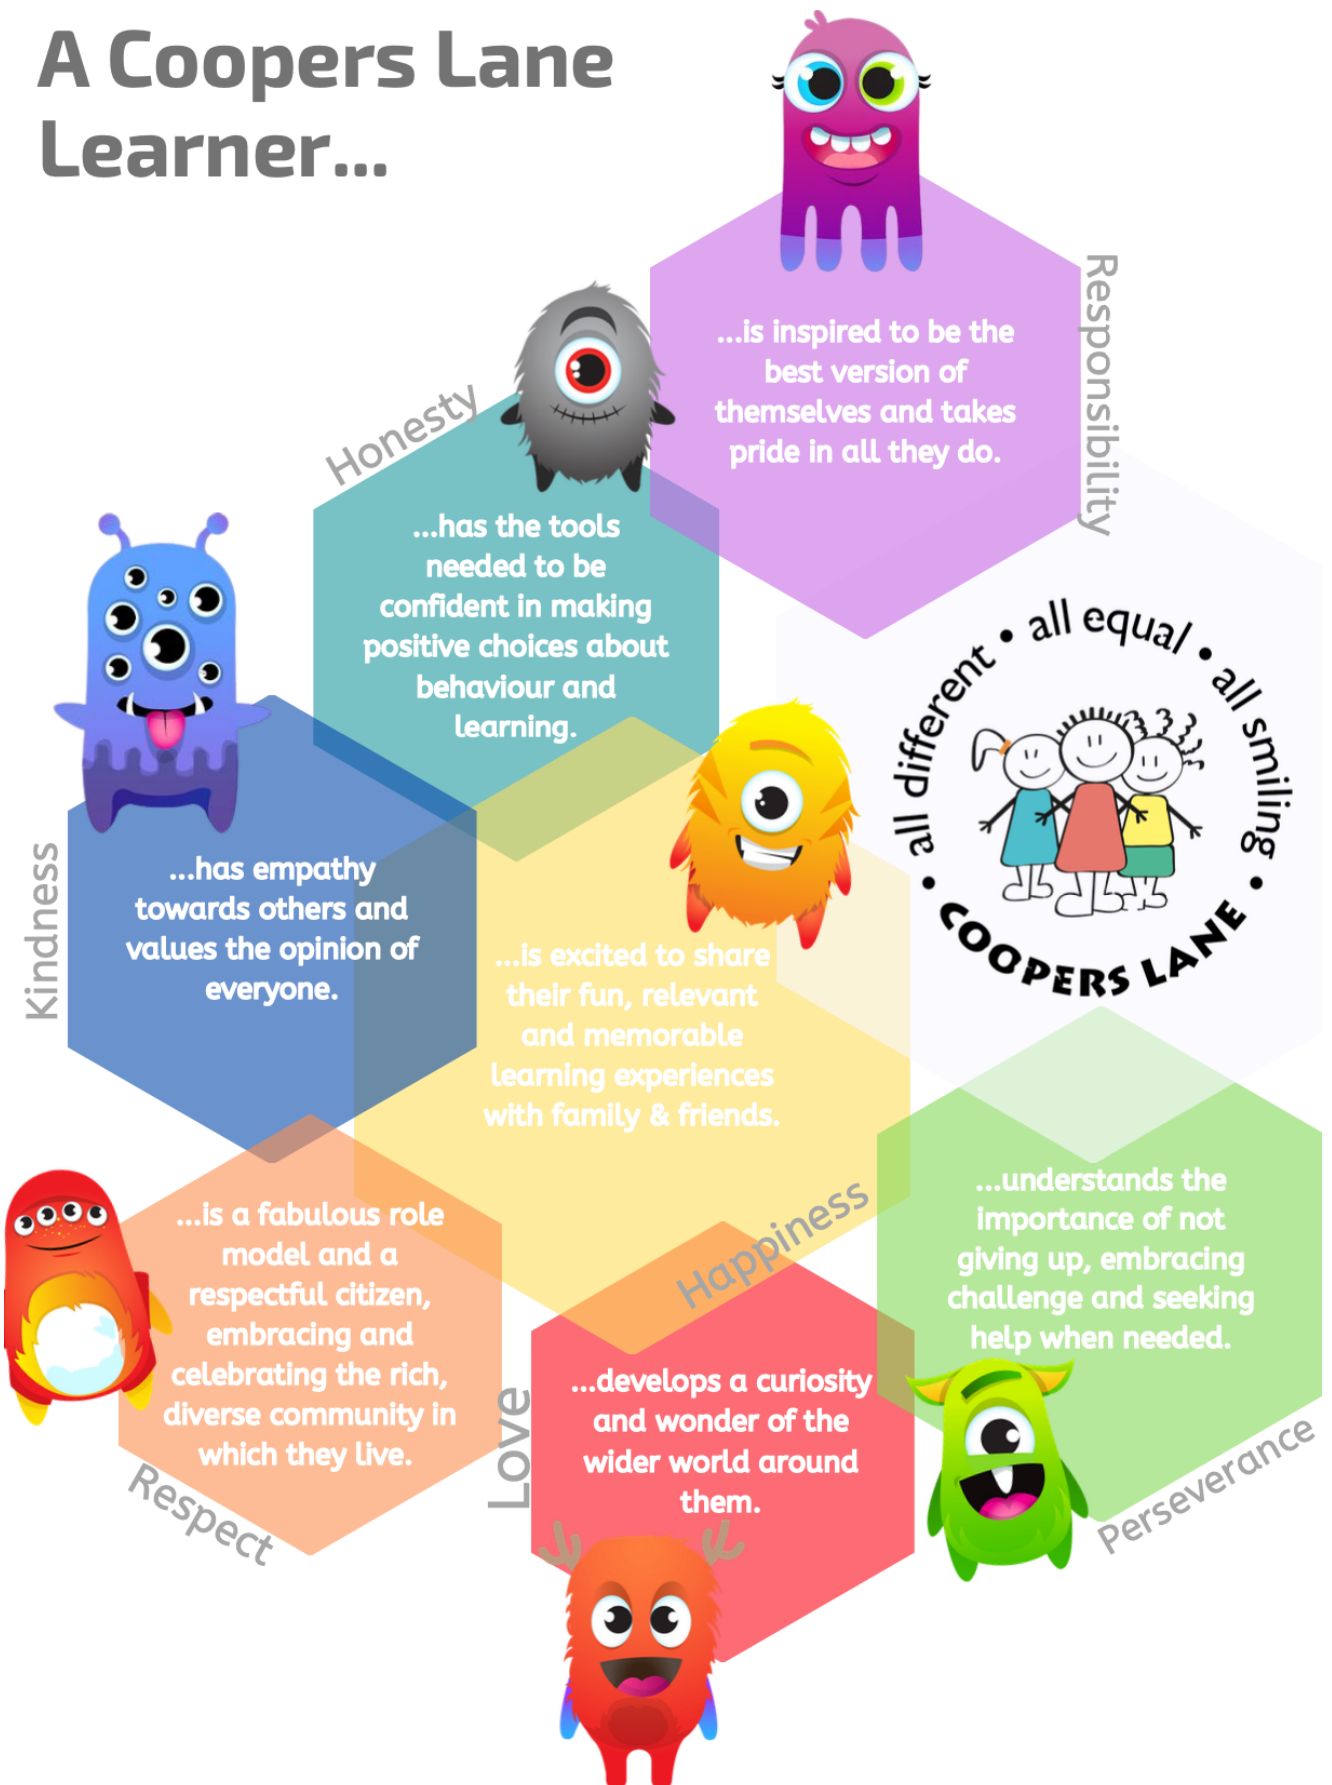 A Coopers Lane
Learner...
Responsibility
...is inspired to be the
best version of
themselves and takes
pride in all they do.
Honesty
...has the tools
needed to be
confident in making
positive choices about
behaviour and
learning.
all different • all equal • all smiling •
COOPERS LANE •
Kindness
...has empathy
towards others and
values the opinion of
everyone.
...is excited to share
their fun, relevant
and memorable
learning experiences
with family & friends.
Happiness
...understands the
importance of not
giving up, embracing
challenge and seeking
help when needed.
Perseverance
...is a fabulous role
model and a
respectful citizen,
embracing and
celebrating the rich,
diverse community in
which they live.
Respect
Love
...develops a curiosity
and wonder of the
wider world around
them.